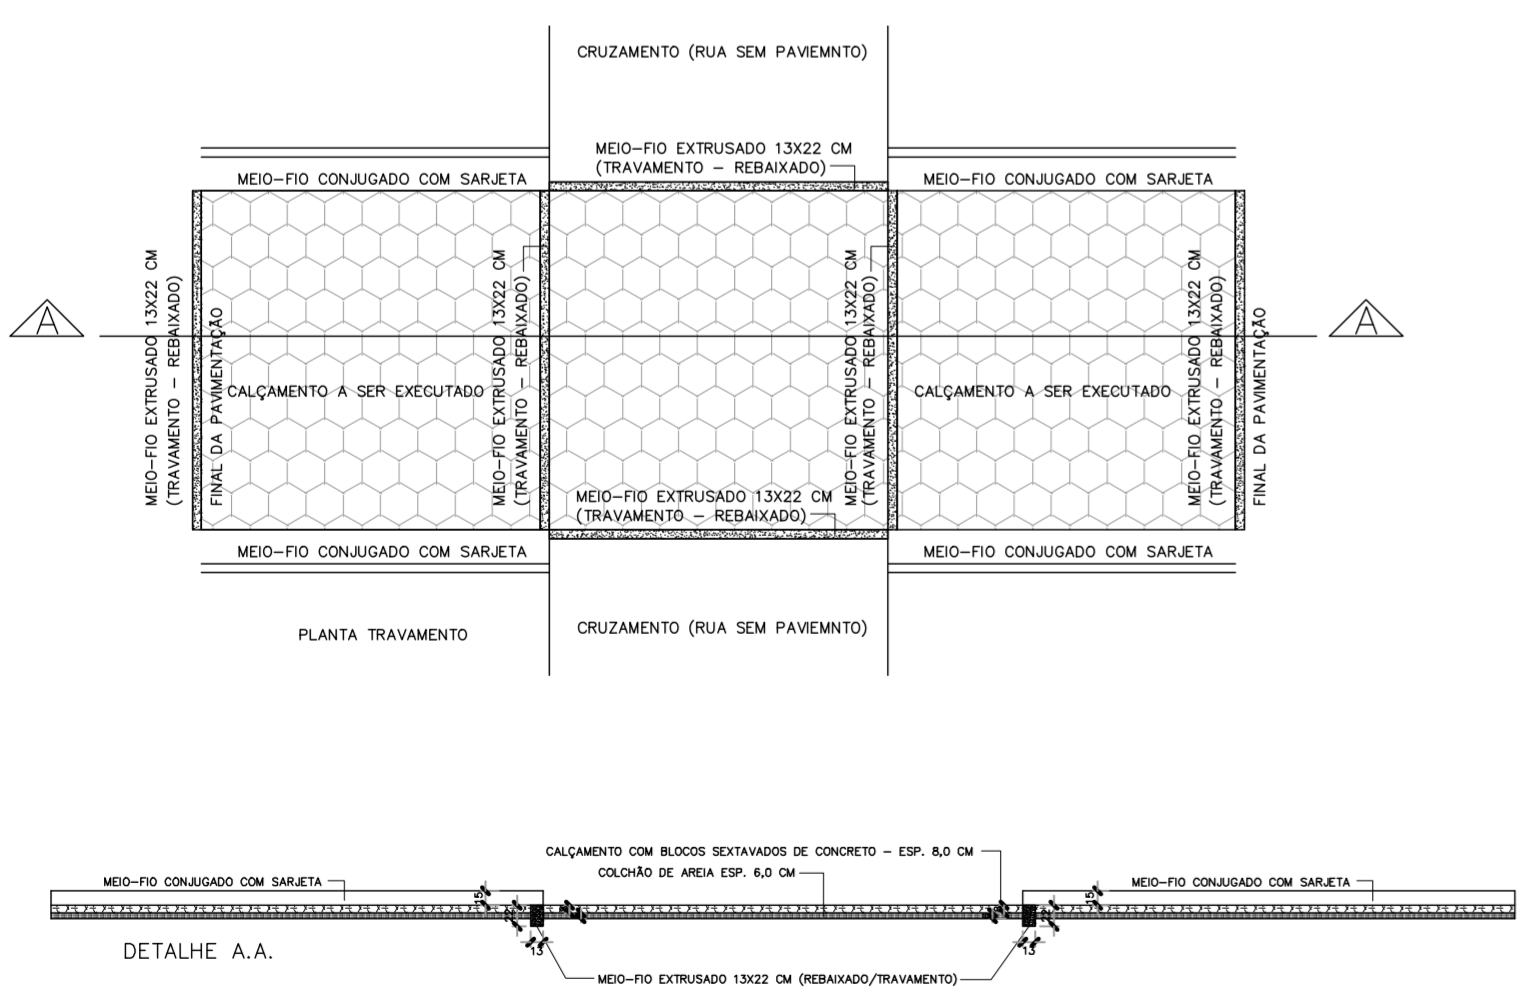 CRUZAMENTO (RUA SEM PAVIEMNTO)
MEIO-FIO EXTRUSADO 13X22 CM
(TRAVAMENTO - REBAIXADO)
MEIO-FIO CONJUGADO COM SARJETA
MEIO-FIO CONJUGADO COM SARJETA
MEIO-FIO EXTRUSADO 13X22 CM
(TRAVAMENTO - REBAIXADO)
FINAL DA PAVIMENTAÇÃO
MEIO-FIO EXTRUSADO 13X22 CM
(TRAVAMENTO - REBAIXADO)
MEIO-FIO EXTRUSADO 13X22 CM
(TRAVAMENTO - REBAIXADO)
MEIO-FIO EXTRUSADO 13X22 CM
(TRAVAMENTO - REBAIXADO)
FINAL DA PAVIMENTAÇÃO
A
A
CALÇAMENTO A SER EXECUTADO
CALÇAMENTO A SER EXECUTADO
MEIO-FIO EXTRUSADO 13X22 CM
(TRAVAMENTO - REBAIXADO)
MEIO-FIO CONJUGADO COM SARJETA
MEIO-FIO CONJUGADO COM SARJETA
PLANTA TRAVAMENTO
CRUZAMENTO (RUA SEM PAVIEMNTO)
CALÇAMENTO COM BLOCOS SEXTAVADOS DE CONCRETO - ESP. 8,0 CM
COLCHÃO DE AREIA ESP. 6,0 CM
MEIO-FIO CONJUGADO COM SARJETA
MEIO-FIO CONJUGADO COM SARJETA
15
15
22
22
13
13
DETALHE A.A.
MEIO-FIO EXTRUSADO 13X22 CM (REBAIXADO/TRAVAMENTO)